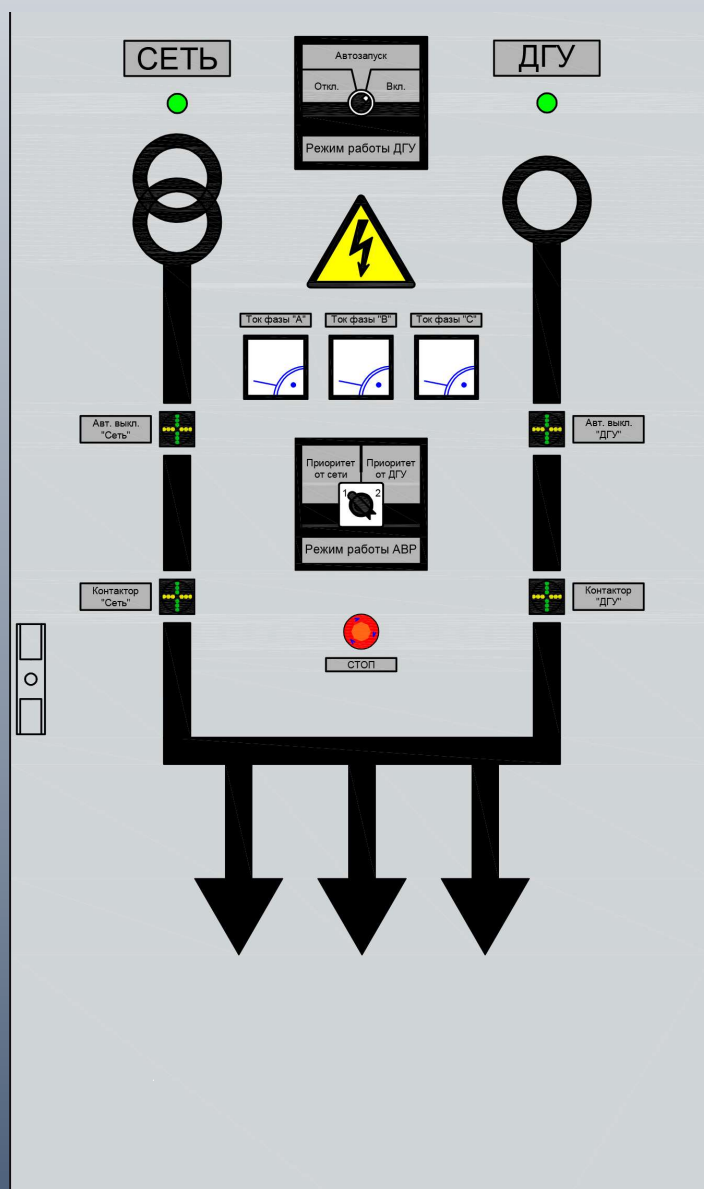 СЕТЬ
ДГУ
Автозапуск
Откл.
Вкл.
Режим работы ДГУ
Ток фазы "А"
Ток фазы "В"
Ток фазы "С"
Авт. выкл.
"Сеть"
Авт. выкл.
"ДГУ"
Приоритет
от сети
Приоритет
от ДГУ
1
2
Режим работы АВР
Контактор
"Сеть"
Контактор
"ДГУ"
СТОП